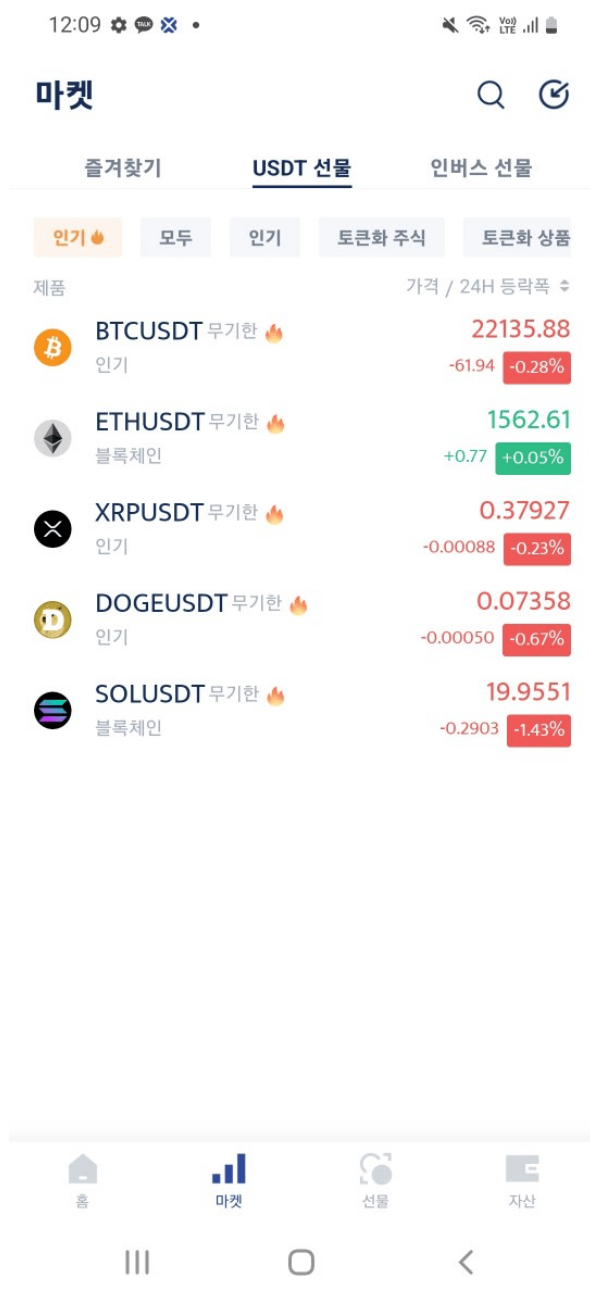 12:09
마켓
즐겨찾기 USDT 선물 인버스 선물
인기 모두 인기 토큰화 주식 토큰화 상품
제품 가격 / 24H 등락폭
BTCUSDT 무기한 22135.88
인기 -61.94 -0.28%
ETHUSDT 무기한 1562.61
블록체인 +0.77 +0.05%
XRPUSDT 무기한 0.37927
인기 -0.00088 -0.23%
DOGEUSDT 무기한 0.07358
인기 -0.00050 -0.67%
SOLUSDT 무기한 19.9551
블록체인 -0.2903 -1.43%
홈 마켓 선물 자산